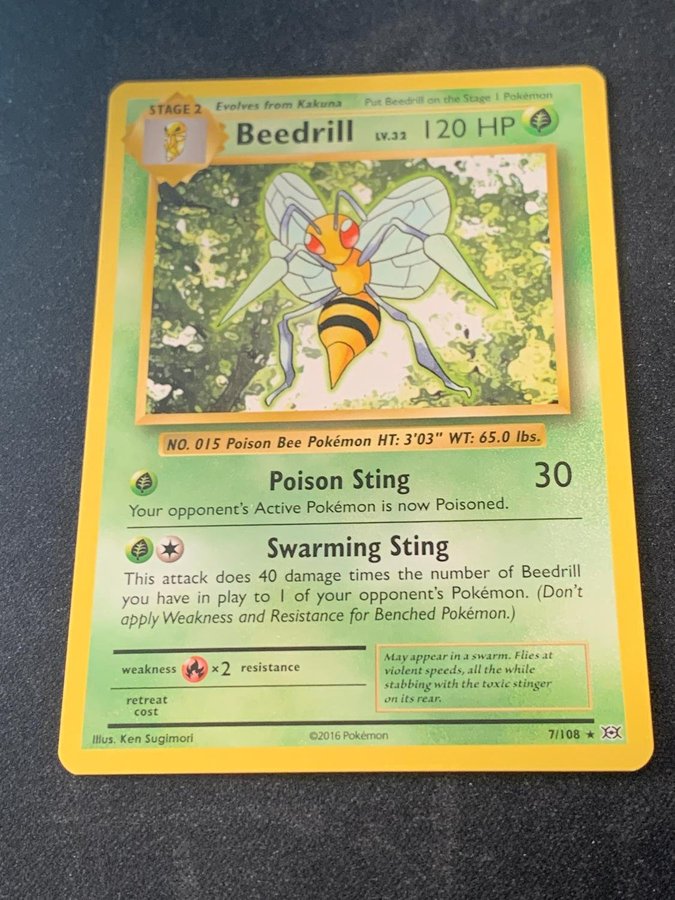 STAGE 2 Evolves from Kakuna Put Beedrill on the Stage 1 Pokémon
Beedrill LV.32 120 HP
NO. 015 Poison Bee Pokémon HT: 3'03" WT: 65.0 lbs.
Poison Sting 30
Your opponent's Active Pokémon is now Poisoned.
Swarming Sting
This attack does 40 damage times the number of Beedrill
you have in play to 1 of your opponent's Pokémon. (Don't
apply Weakness and Resistance for Benched Pokémon.)
weakness ×2 resistance
retreat
cost
May appear in a swarm. Flies at
violent speeds, all the while
stabbing with the toxic stinger
on its rear.
Illus. Ken Sugimori ©2016 Pokémon 7/108 ★